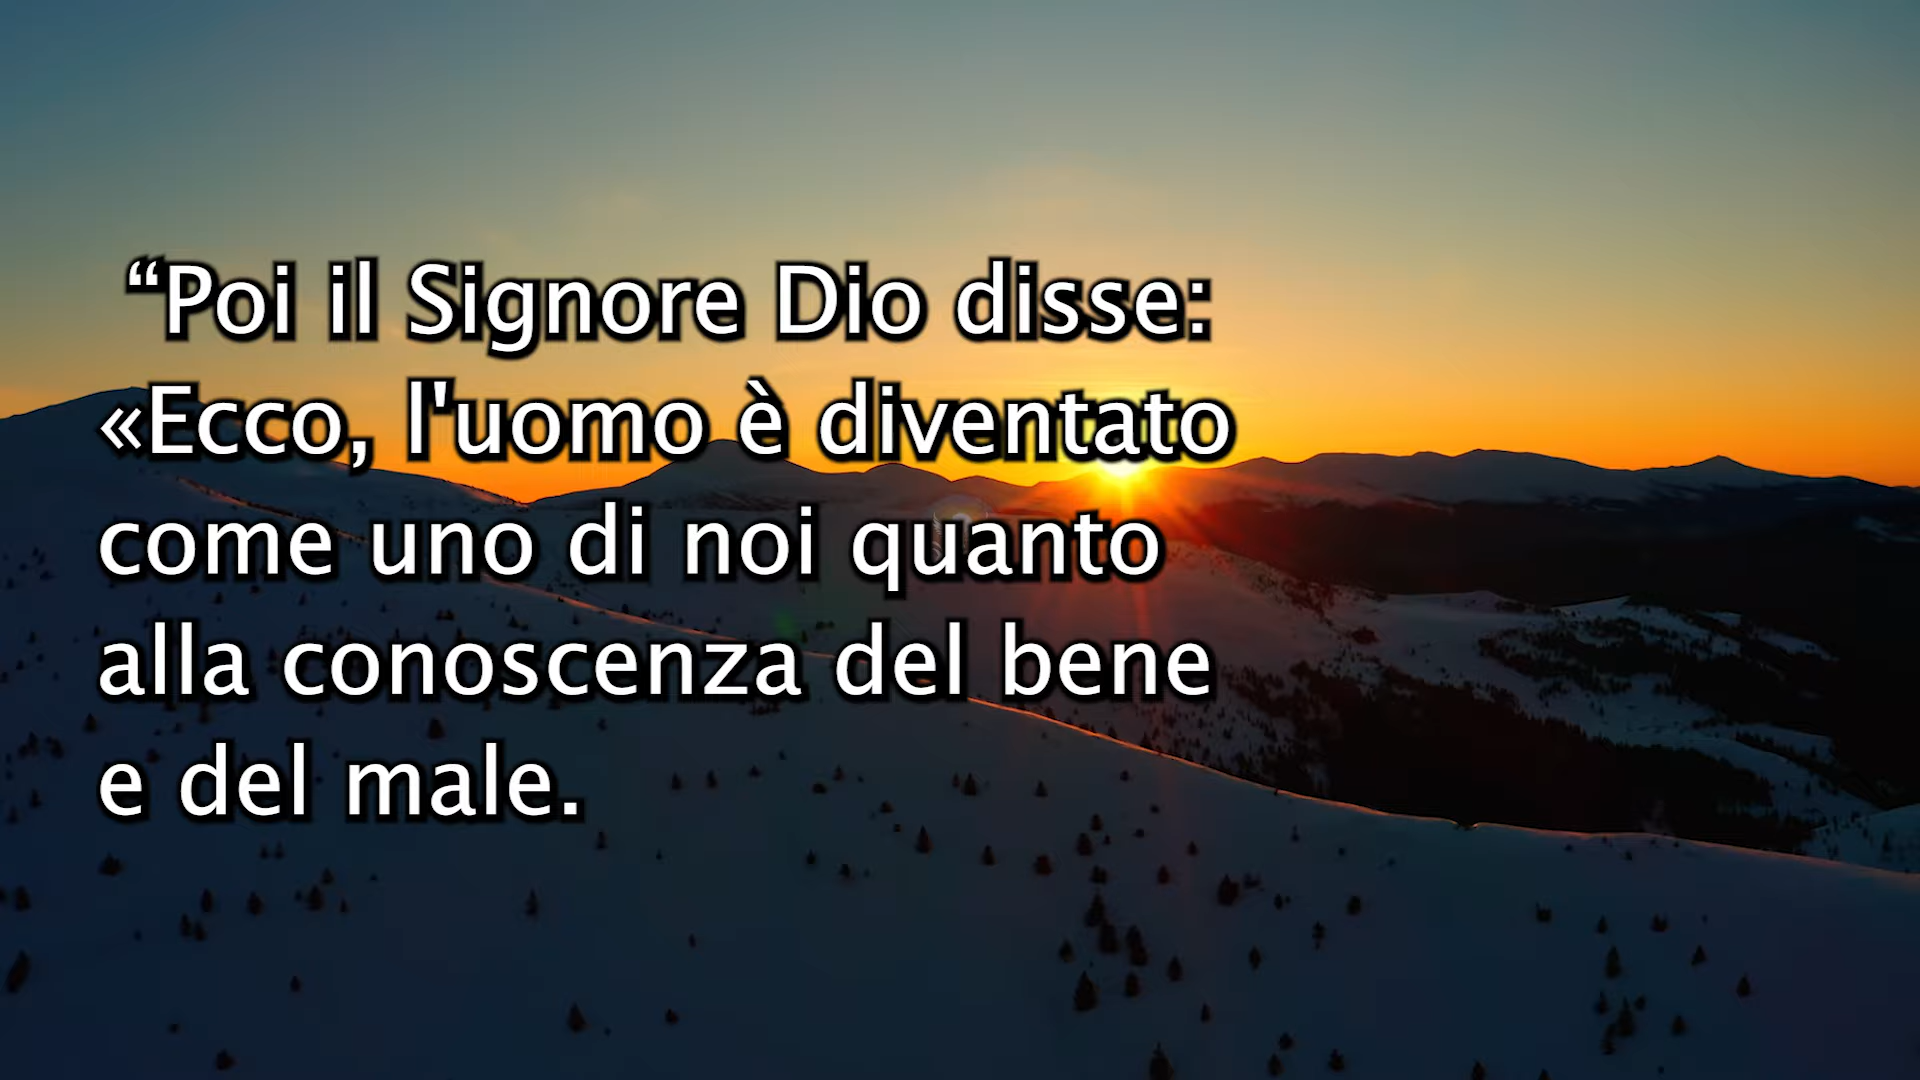 “Poi il Signore Dio disse:
«Ecco, l'uomo è diventato
come uno di noi quanto
alla conoscenza del bene
e del male.